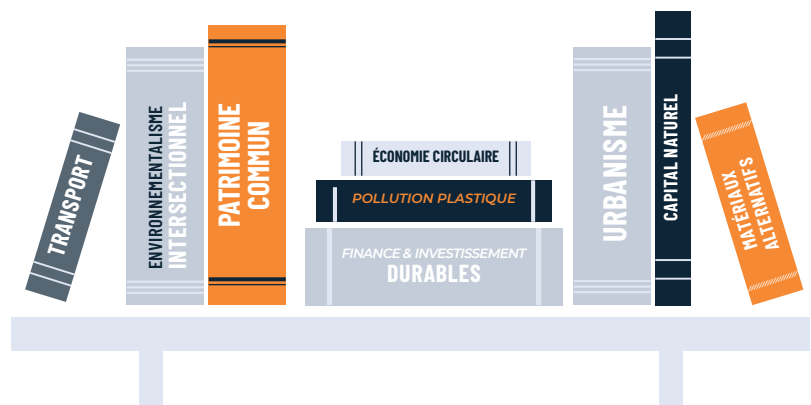 TRANSPORT
ENVIRONNEMENTALISME
INTERSECTIONNEL
PATRIMOINE
COMMUN
ÉCONOMIE CIRCULAIRE
POLLUTION PLASTIQUE
FINANCE & INVESTISSEMENT
DURABLES
URBANISME
CAPITAL NATUREL
MATÉRIAUX
ALTERNATIFS